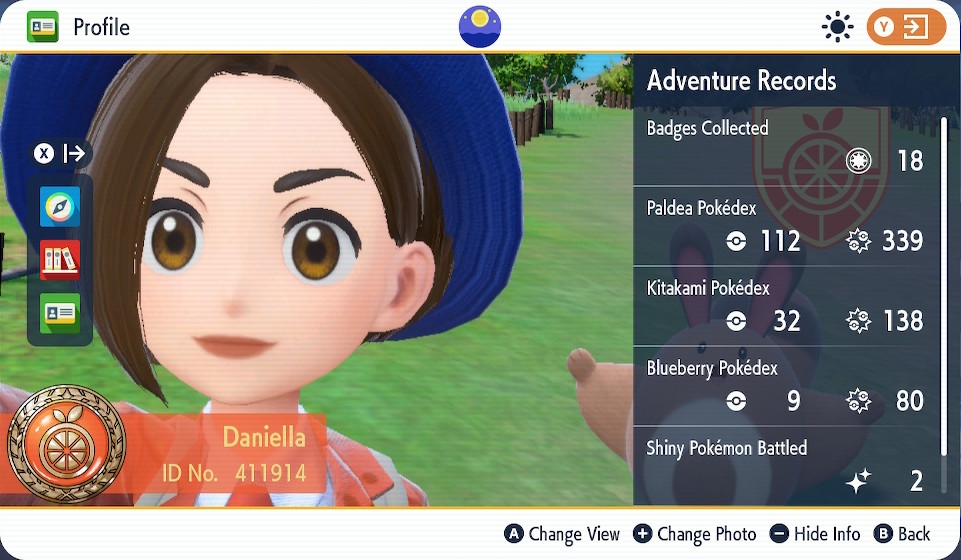 Profile
Y
Adventure Records
Badges Collected
18
Paldea Pokédex
112 339
Kitakami Pokédex
32 138
Blueberry Pokédex
9 80
Shiny Pokémon Battled
2
X
Daniella
ID No. 411914
A Change View + Change Photo − Hide Info B Back